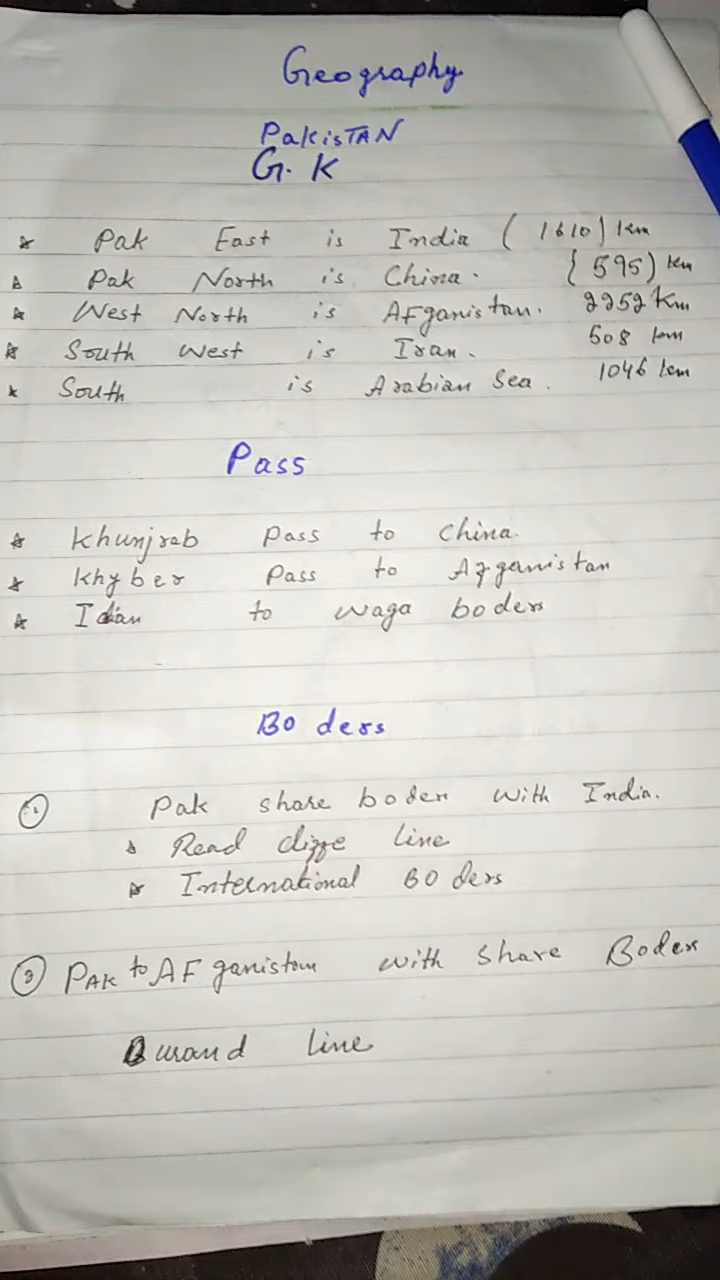 Geography
PakisTAN
G.K
Pak East is India (1610) km
Pak North is China. {595) km
West North is AFganistan. 2252 Km
South West is Iran. 508 km
South is Arabian Sea. 1046 km
Pass
Khunjrab Pass to China.
Khyber Pass to Afganistan
to waga boders
Boders
① Pak share boder with India.
Read cliffe line
International Boders
PAK to AFganistan with share Boder
Durand line